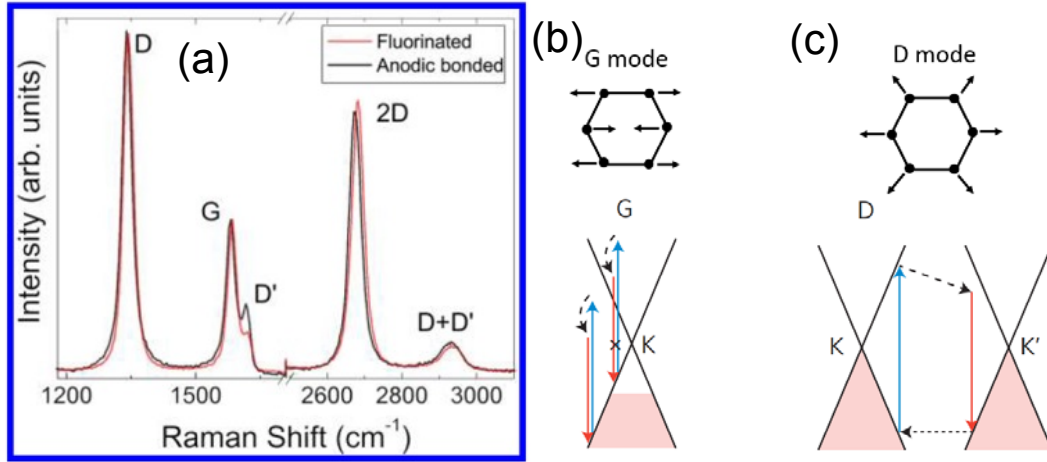 (a)
Fluorinated
Anodic bonded
D
G
D'
2D
D+D'
Intensity (arb. units)
1200 1500 2600 2800 3000
Raman Shift (cm⁻¹)
(b)
G mode
G
K
(c)
D mode
D
K
K'